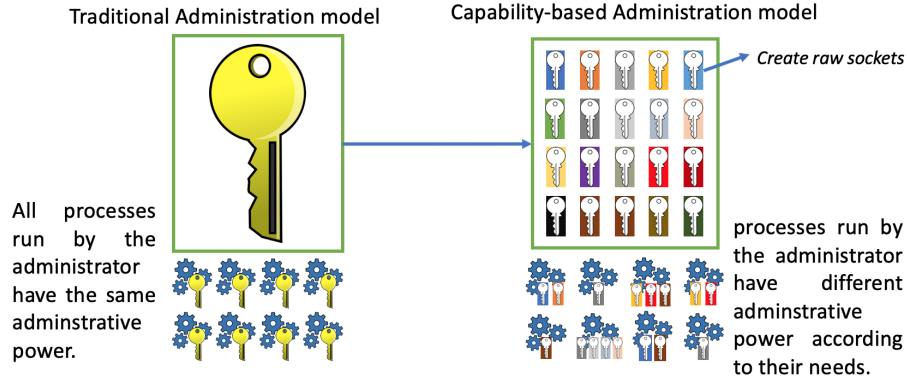 Traditional Administration model
Capability-based Administration model
Create raw sockets
All processes
run by the
administrator
have the same
adminstrative
power.
processes run by
the administrator
have different
adminstrative
power according
to their needs.